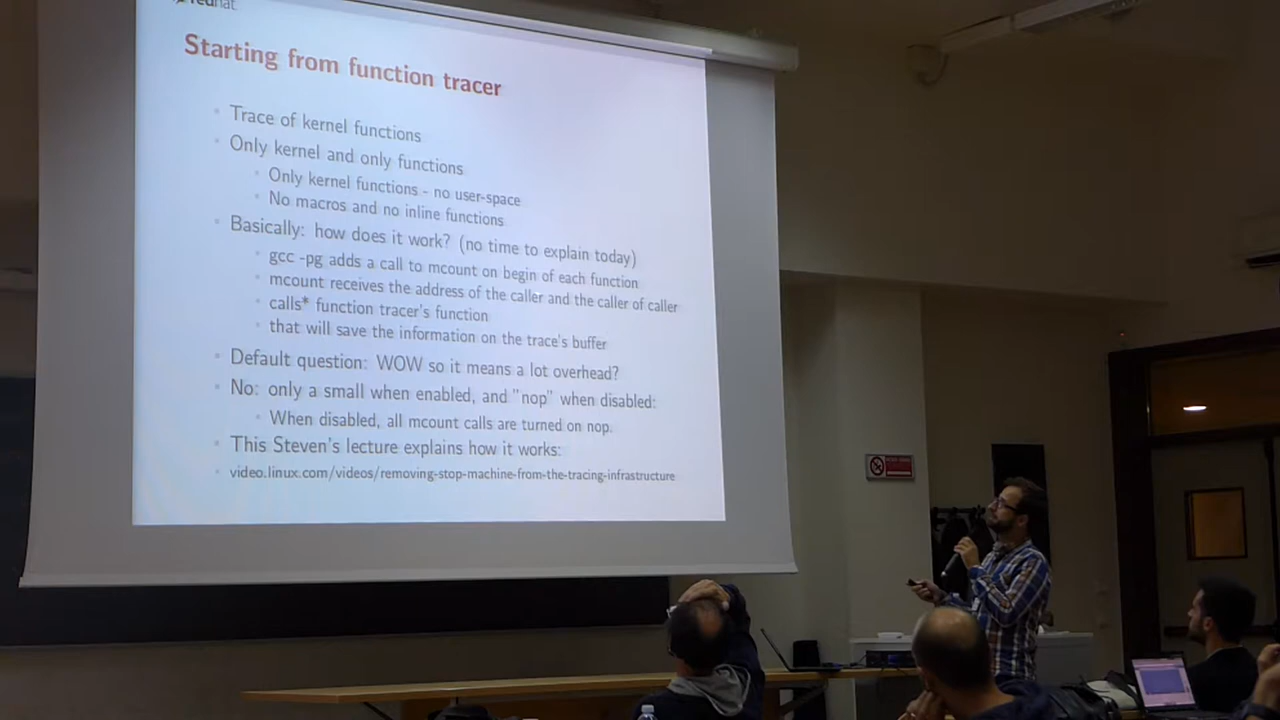 redhat.
Starting from function tracer
Trace of kernel functions
Only kernel and only functions
Only kernel functions - no user-space
No macros and no inline functions
Basically: how does it work? (no time to explain today)
gcc -pg adds a call to mcount on begin of each function
mcount receives the address of the caller and the caller of caller
calls* function tracer's function
that will save the information on the trace's buffer
Default question: WOW so it means a lot overhead?
No: only a small when enabled, and "nop" when disabled:
When disabled, all mcount calls are turned on nop.
This Steven's lecture explains how it works:
video.linux.com/videos/removing-stop-machine-from-the-tracing-infrastructure